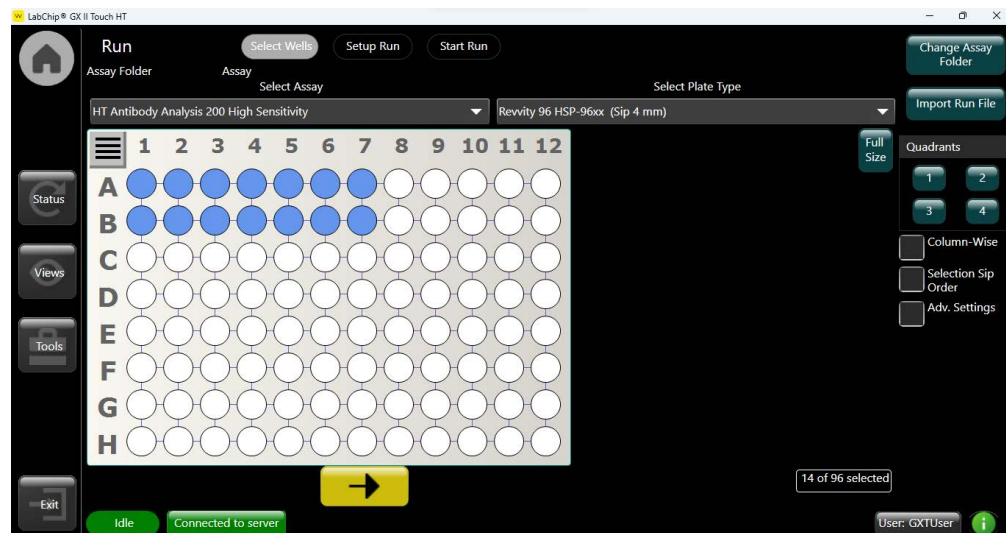 LabChip® GX II Touch HT
Run
Select Wells
Setup Run
Start Run
Change Assay
Folder
Assay Folder
Assay
Select Assay
Select Plate Type
HT Antibody Analysis 200 High Sensitivity
Revvity 96 HSP-96xx (Sip 4 mm)
Import Run File
1 2 3 4 5 6 7 8 9 10 11 12
Full
Size
Quadrants
1 2
3 4
A
B
C
D
E
F
G
H
Column-Wise
Selection Sip
Order
Adv. Settings
Status
Views
Tools
Exit
14 of 96 selected
Idle
Connected to server
User: GXTUser
i